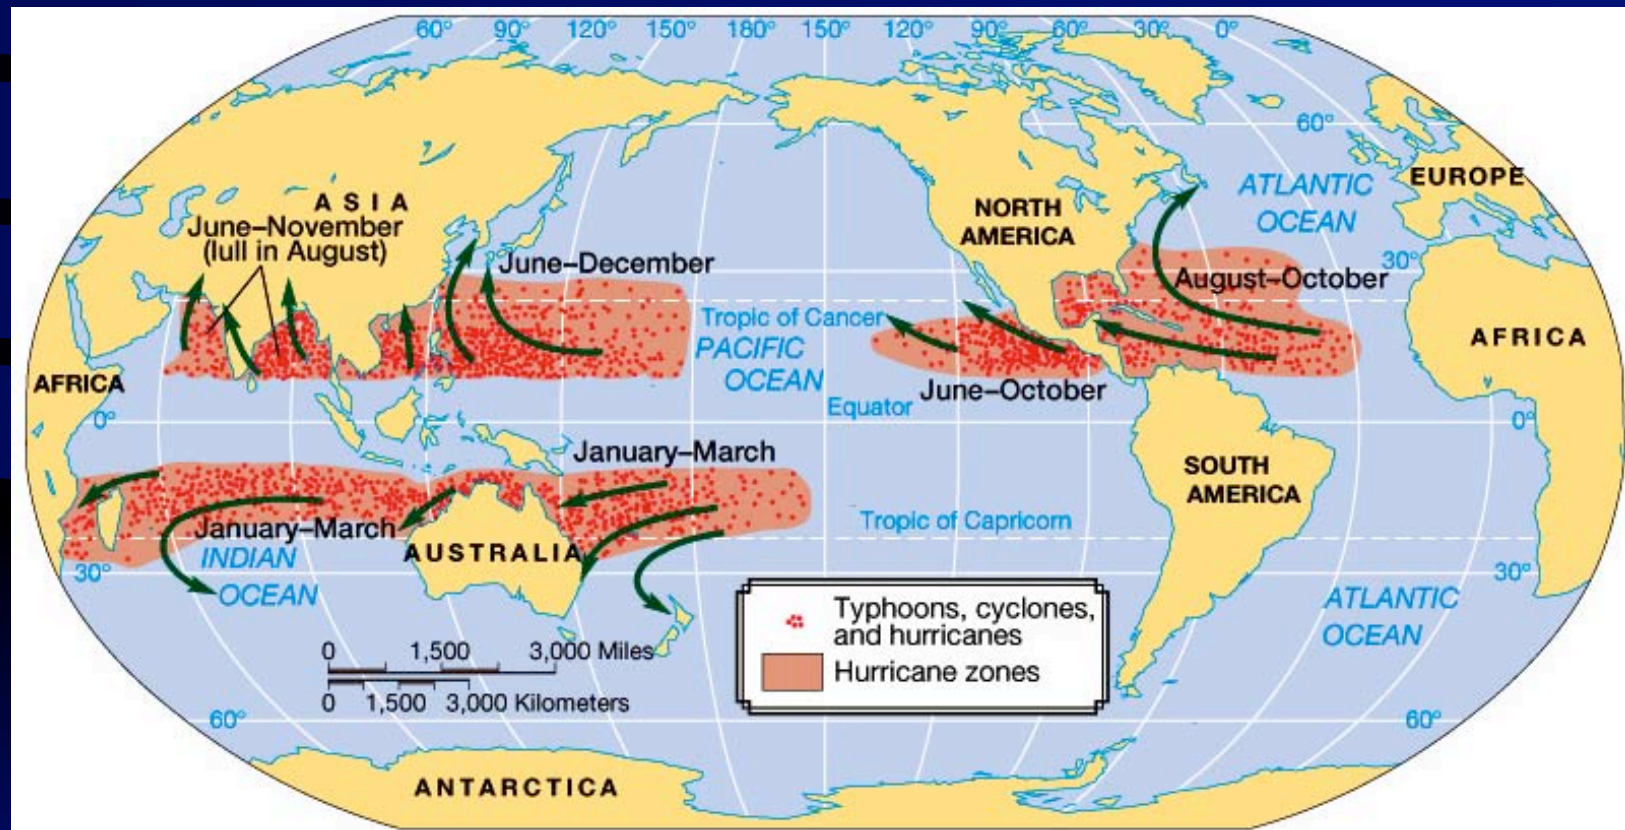 60° 90° 120° 150° 180° 150° 120° 90° 60° 30° 0°
60°
ATLANTIC
OCEAN
EUROPE
ASIA
NORTH
AMERICA
June–November
(lull in August)
June–December
30°
August–October
Tropic of Cancer
PACIFIC
OCEAN
AFRICA
AFRICA
June–October
0°
Equator
0°
January–March
SOUTH
AMERICA
January–March
Tropic of Capricorn
INDIAN
OCEAN
AUSTRALIA
30°
30°
ATLANTIC
OCEAN
Typhoons, cyclones,
and hurricanes
Hurricane zones
0 1,500 3,000 Miles
0 1,500 3,000 Kilometers
60°
60°
ANTARCTICA